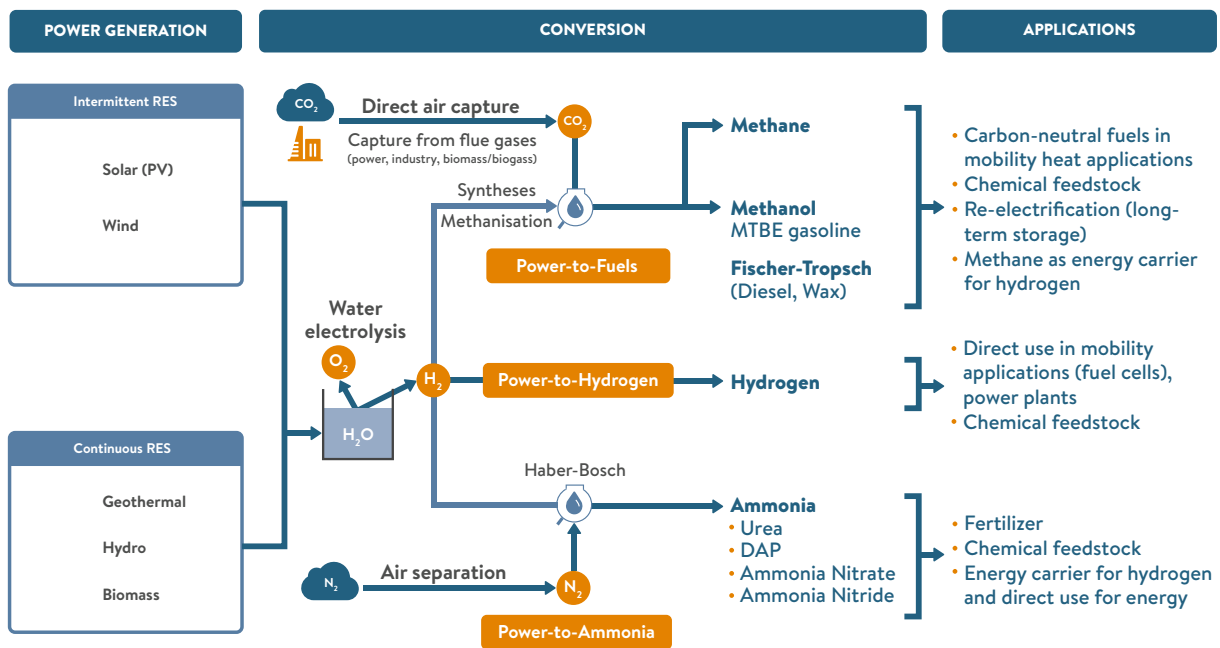 POWER GENERATION
CONVERSION
APPLICATIONS
Intermittent RES
Solar (PV)
Wind
Continuous RES
Geothermal
Hydro
Biomass
CO₂
Direct air capture
Capture from flue gases
(power, industry, biomass/biogass)
CO₂
Syntheses
Methanisation
Power-to-Fuels
Methane
Methanol
MTBE gasoline
Fischer-Tropsch
(Diesel, Wax)
• Carbon-neutral fuels in
mobility heat applications
• Chemical feedstock
• Re-electrification (long-
term storage)
• Methane as energy carrier
for hydrogen
Water
electrolysis
O₂
H₂O
H₂
Power-to-Hydrogen
Hydrogen
• Direct use in mobility
applications (fuel cells),
power plants
• Chemical feedstock
Haber-Bosch
N₂
Air separation
N₂
Power-to-Ammonia
Ammonia
• Urea
• DAP
• Ammonia Nitrate
• Ammonia Nitride
• Fertilizer
• Chemical feedstock
• Energy carrier for hydrogen
and direct use for energy